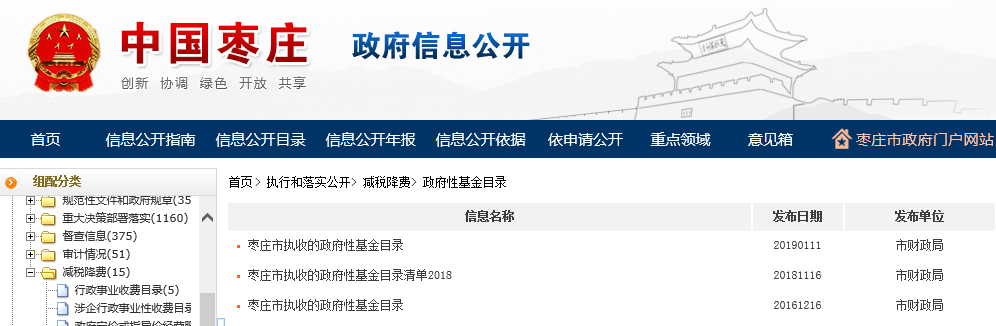 中国枣庄
创新 协调 绿色 开放 共享
政府信息公开
首页 信息公开指南 信息公开目录 信息公开年报 信息公开依据 依申请公开 重点领域 意见箱 枣庄市政府门户网站
组配分类
规范性文件和政府规章(35
重大决策部署落实(1160)
督查信息(375)
审计情况(51)
减税降费(15)
行政事业收费目录(5)
涉企行政事业性收费目录
首页> 执行和落实公开> 减税降费> 政府性基金目录
信息名称 发布日期 发布单位
枣庄市执收的政府性基金目录 20190111 市财政局
枣庄市执收的政府性基金目录清单2018 20181116 市财政局
枣庄市执收的政府性基金目录 20161216 市财政局